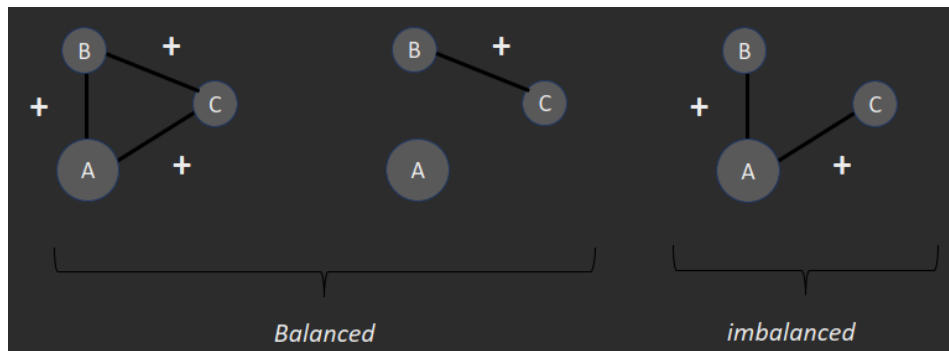 B + C + A
B + C A
B + C A +
Balanced
imbalanced